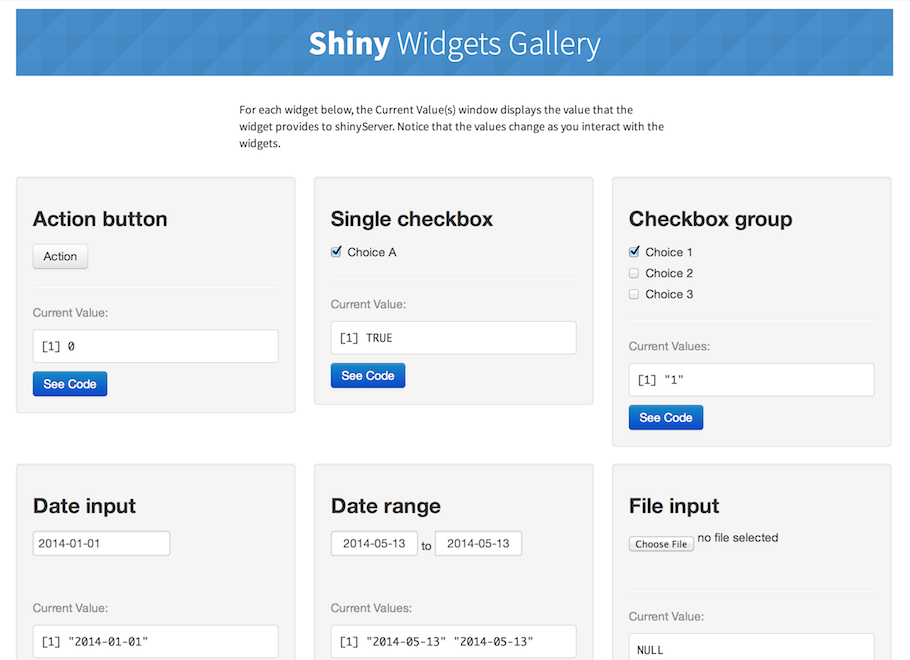 Shiny Widgets Gallery
For each widget below, the Current Value(s) window displays the value that the
widget provides to shinyServer. Notice that the values change as you interact with the
widgets.
Action button
Action
Current Value:
[1] 0
See Code
Single checkbox
Choice A
Current Value:
[1] TRUE
See Code
Checkbox group
Choice 1
Choice 2
Choice 3
Current Values:
[1] "1"
See Code
Date input
2014-01-01
Current Value:
[1] "2014-01-01"
Date range
2014-05-13 to 2014-05-13
Current Values:
[1] "2014-05-13" "2014-05-13"
File input
Choose File no file selected
Current Value:
NULL